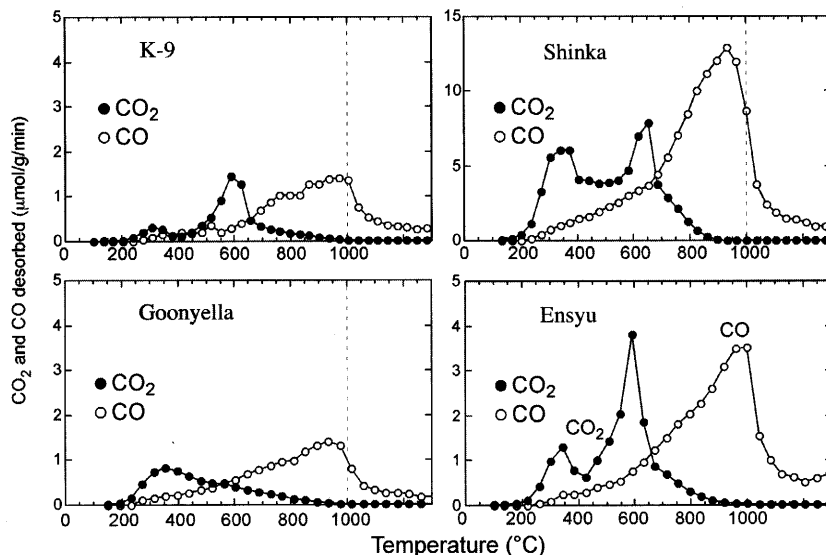 CO2 and CO desorbed (μmol/g/min)
5
4
3
2
1
0
K-9
CO2
CO
0
200
400
600
800
1000
15
10
5
0
Shinka
CO2
CO
0
200
400
600
800
1000
5
4
3
2
1
0
Goonyella
CO2
CO
0
200
400
600
800
1000
5
4
3
2
1
0
Ensyu
CO
CO2
CO
CO2
0
200
400
600
800
1000
Temperature (°C)